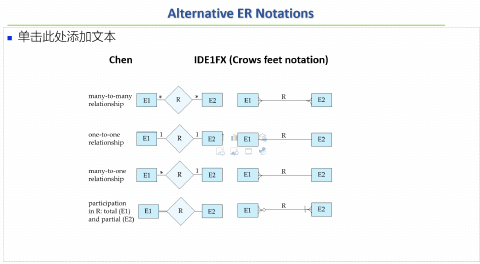 Alternative ER Notations
单击此处添加文本
Chen IDE1FX (Crows feet notation)
many-to-many
relationship
E1 * R * E2 E1 R E2
one-to-one
relationship
E1 1 R 1 E2 E1 R E2
many-to-one
relationship
E1 * R 1 E2 E1 R E2
participation
in R: total (E1)
and partial (E2)
E1 R E2 E1 R E2